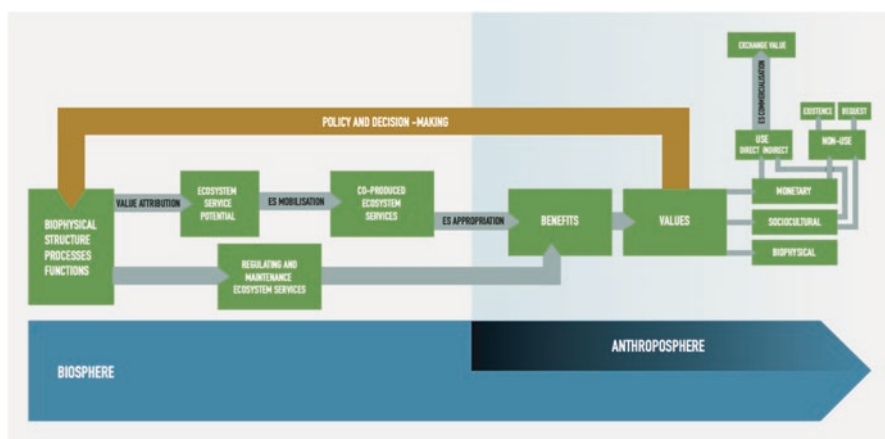 EXCHANGE VALUE
ES COMMERCIALISATION
EXISTENCE
BEQUEST
POLICY AND DECISION -MAKING
USE
DIRECT INDIRECT
NON-USE
BIOPHYSICAL
STRUCTURE
PROCESSES
FUNCTIONS
VALUE ATTRIBUTION
ECOSYSTEM
SERVICE
POTENTIAL
ES MOBILISATION
CO-PRODUCED
ECOSYSTEM
SERVICES
ES APPROPRIATION
BENEFITS
VALUES
MONETARY
SOCIOCULTURAL
BIOPHYSICAL
REGULATING AND
MAINTENANCE
ECOSYSTEM SERVICES
ANTHROPOSPHERE
BIOSPHERE